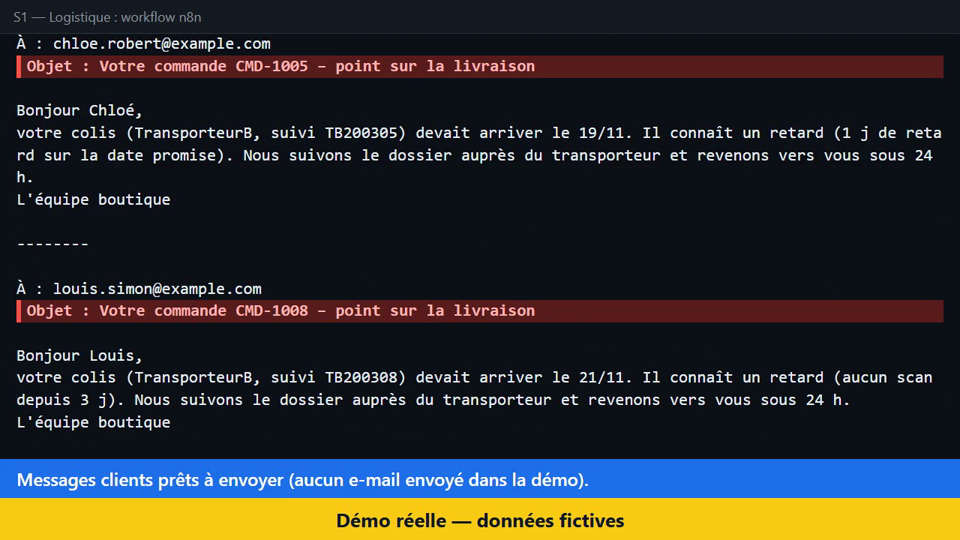 S1 — Logistique : workflow n8n
À : chloe.robert@example.com
Objet : Votre commande CMD-1005 – point sur la livraison
Bonjour Chloé,
votre colis (TransporteurB, suivi TB200305) devait arriver le 19/11. Il connaît un retard (1 j de reta
rd sur la date promise). Nous suivons le dossier auprès du transporteur et revenons vers vous sous 24
h.
L'équipe boutique
--------
À : louis.simon@example.com
Objet : Votre commande CMD-1008 – point sur la livraison
Bonjour Louis,
votre colis (TransporteurB, suivi TB200308) devait arriver le 21/11. Il connaît un retard (aucun scan
depuis 3 j). Nous suivons le dossier auprès du transporteur et revenons vers vous sous 24 h.
L'équipe boutique
Messages clients prêts à envoyer (aucun e-mail envoyé dans la démo).
Démo réelle — données fictives